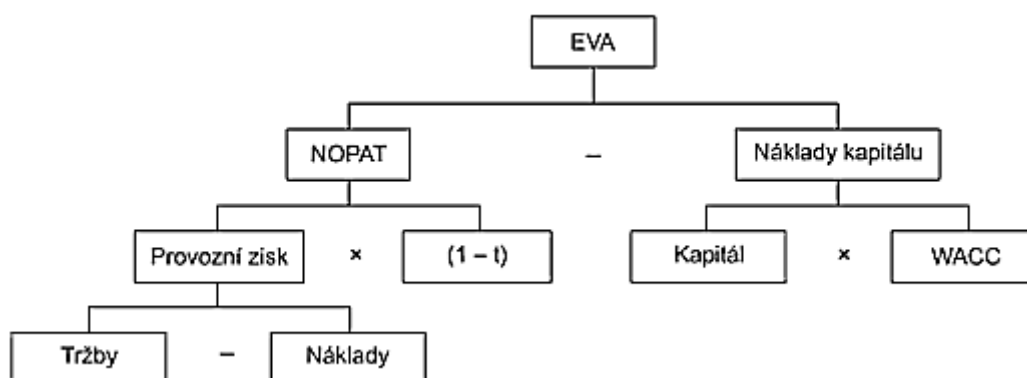 EVA
NOPAT – Náklady kapitálu
Provozní zisk × (1 – t) Kapitál × WACC
Tržby – Náklady